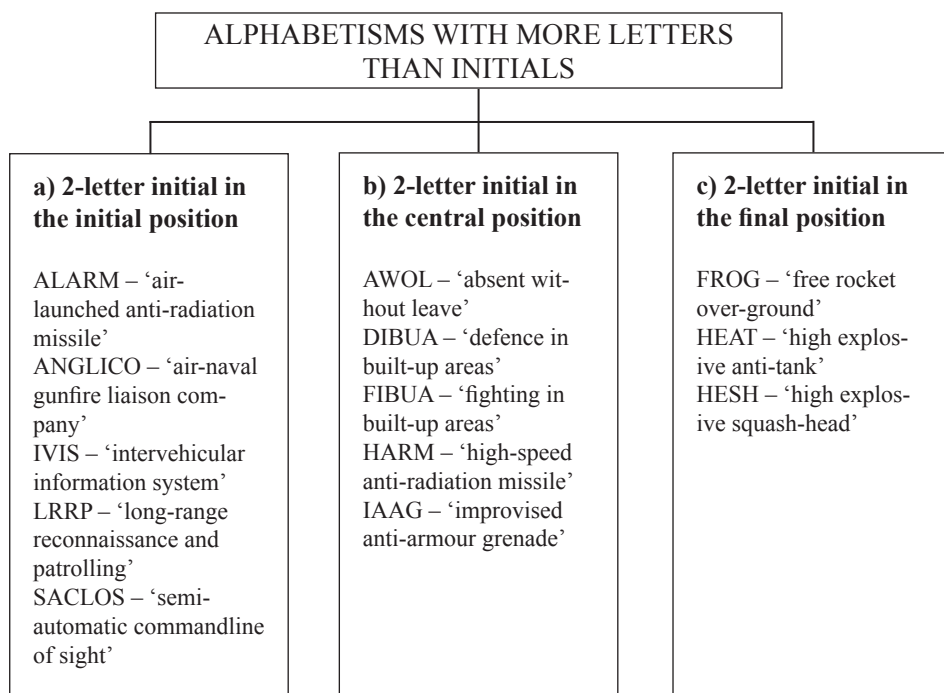 ALPHABETISMS WITH MORE LETTERS
THAN INITIALS
a) 2-letter initial in
the initial position
ALARM – ‘air-
launched anti-radiation
missile’
ANGLICO – ‘air-naval
gunfire liaison com-
pany’
IVIS – ‘intervehicular
information system’
LRRP – ‘long-range
reconnaissance and
patrolling’
SACLOS – ‘semi-
automatic commandline
of sight’
b) 2-letter initial in
the central position
AWOL – ‘absent wit-
hout leave’
DIBUA – ‘defence in
built-up areas’
FIBUA – ‘fighting in
built-up areas’
HARM – ‘high-speed
anti-radiation missile’
IAAG – ‘improvised
anti-armour grenade’
c) 2-letter initial in
the final position
FROG – ‘free rocket
over-ground’
HEAT – ‘high explos-
ive anti-tank’
HESH – ‘high explos-
ive squash-head’